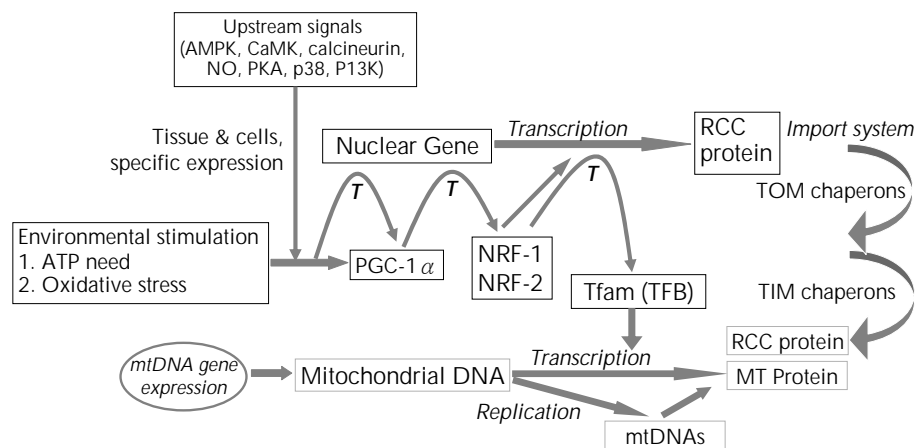 Upstream signals
(AMPK, CaMK, calcineurin,
NO, PKA, p38, P13K)
Tissue & cells,
specific expression
Nuclear Gene
Transcription
RCC
protein
Import system
TOM chaperons
T
T
T
Environmental stimulation
1. ATP need
2. Oxidative stress
PGC-1 α
NRF-1
NRF-2
Tfam (TFB)
TIM chaperons
RCC protein
mtDNA gene
expression
Mitochondrial DNA
Transcription
MT Protein
Replication
mtDNAs